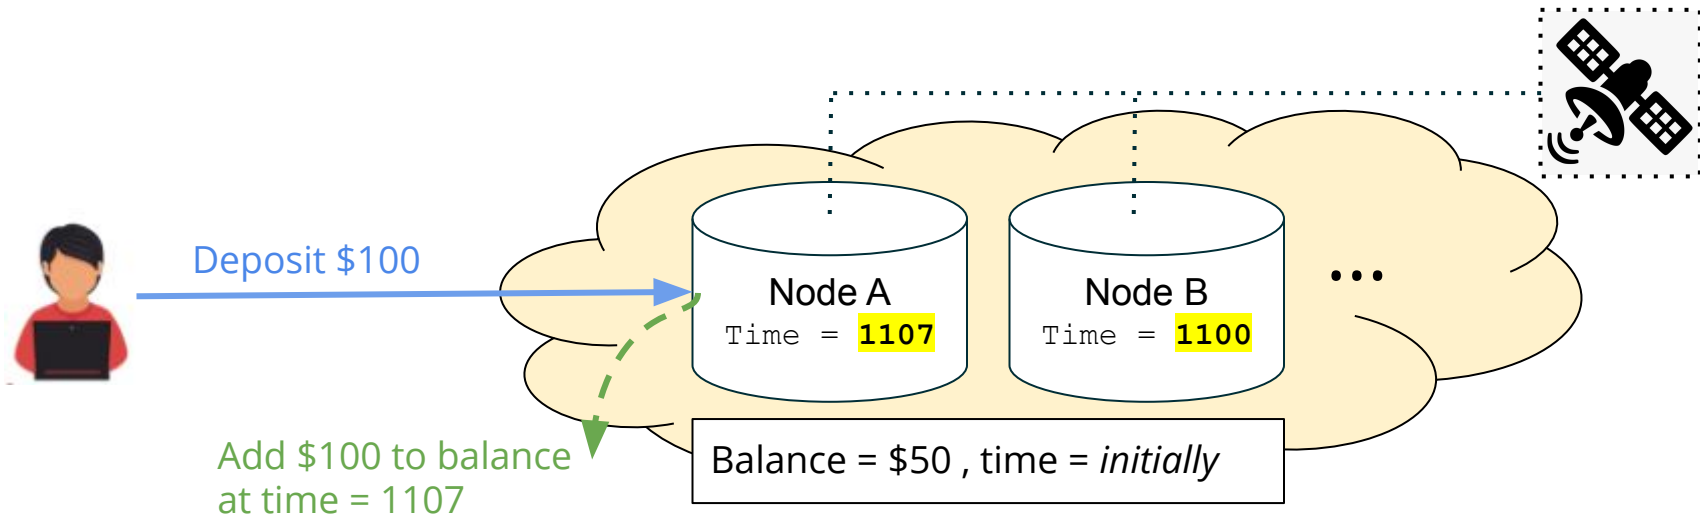 Deposit $100
Node A
Time = 1107
Node B
Time = 1100
...
Add $100 to balance
at time = 1107
Balance = $50 , time = initially